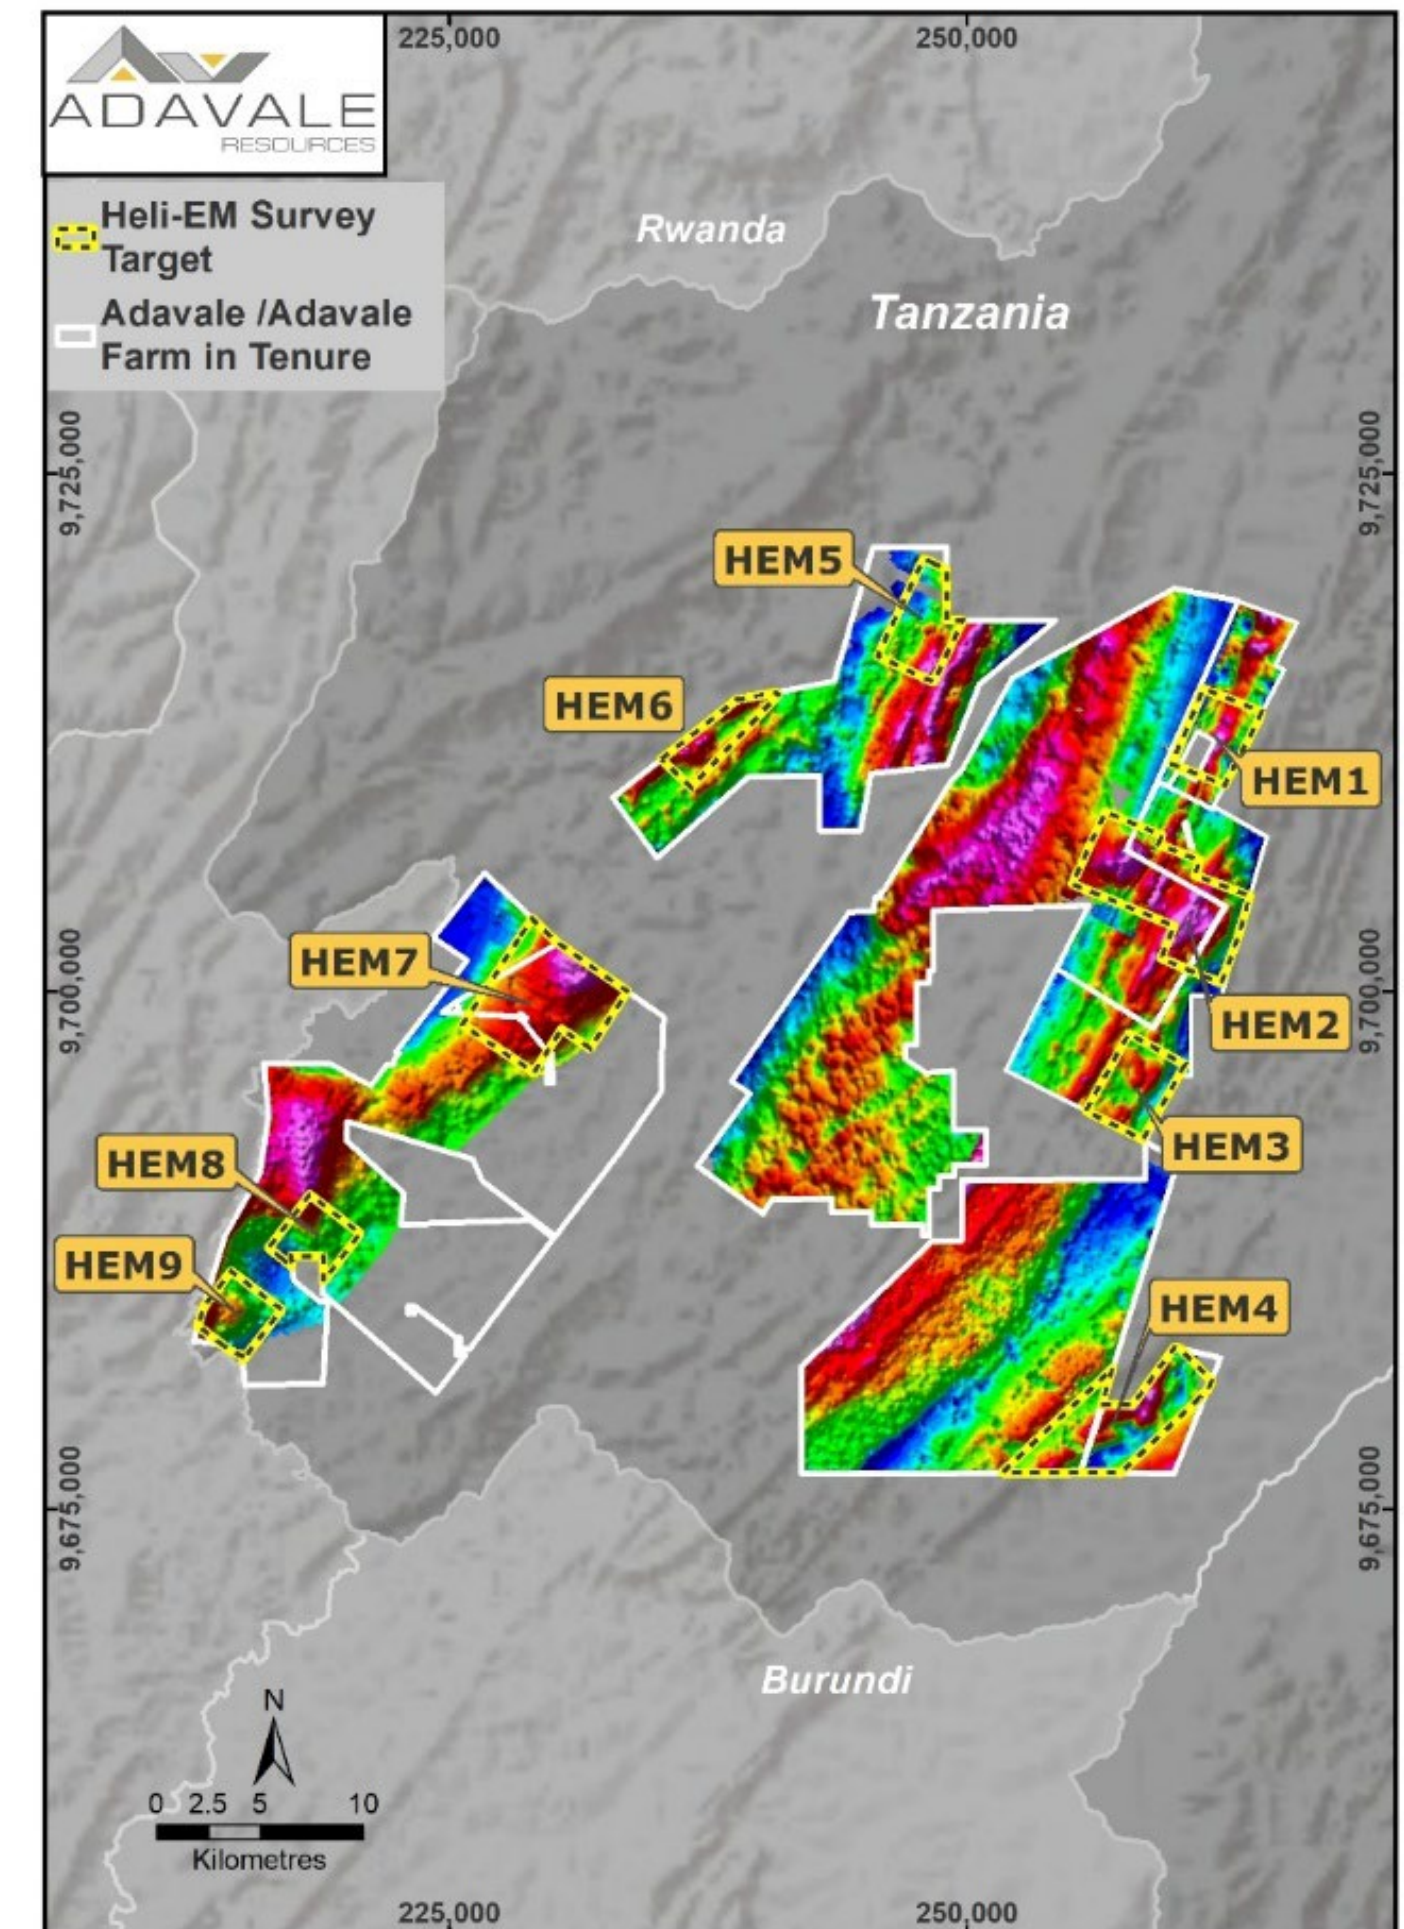 225,000
250,000
ADAVALE
RESOURCES
Heli-EM Survey
Target
Adavale /Adavale
Farm in Tenure
Rwanda
Tanzania
9,725,000
9,725,000
HEM5
HEM6
HEM1
HEM7
9,700,000
9,700,000
HEM2
HEM3
HEM8
HEM9
HEM4
9,675,000
9,675,000
Burundi
N
0 2.5 5 10
Kilometres
225,000
250,000